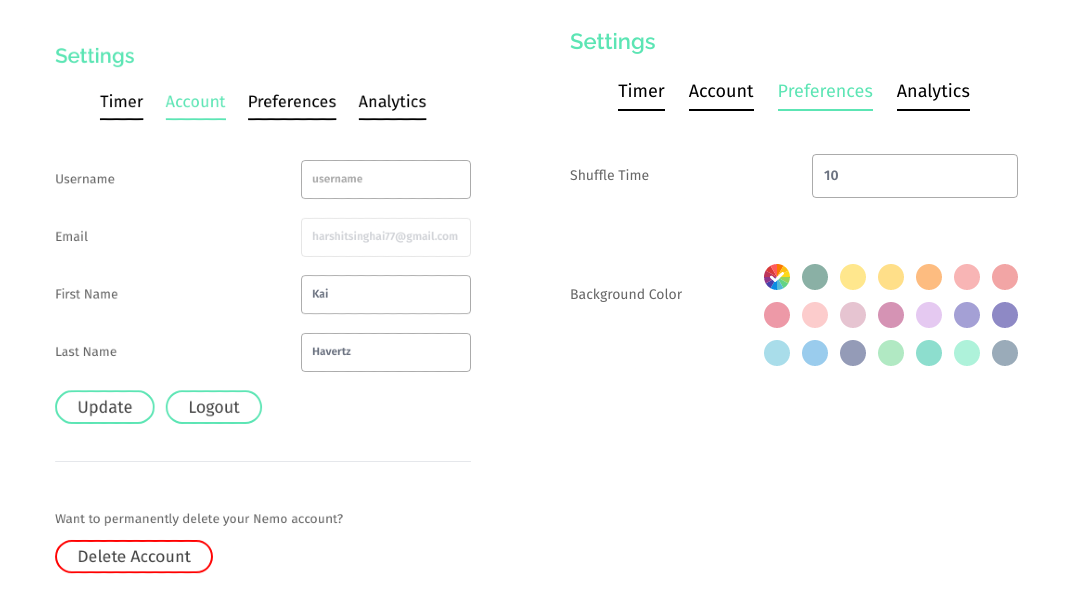 Settings
Timer Account Preferences Analytics
Username username
Email harshitsinghai77@gmail.com
First Name Kai
Last Name Havertz
Update Logout
Want to permanently delete your Nemo account?
Delete Account
Settings
Timer Account Preferences Analytics
Shuffle Time 10
Background Color